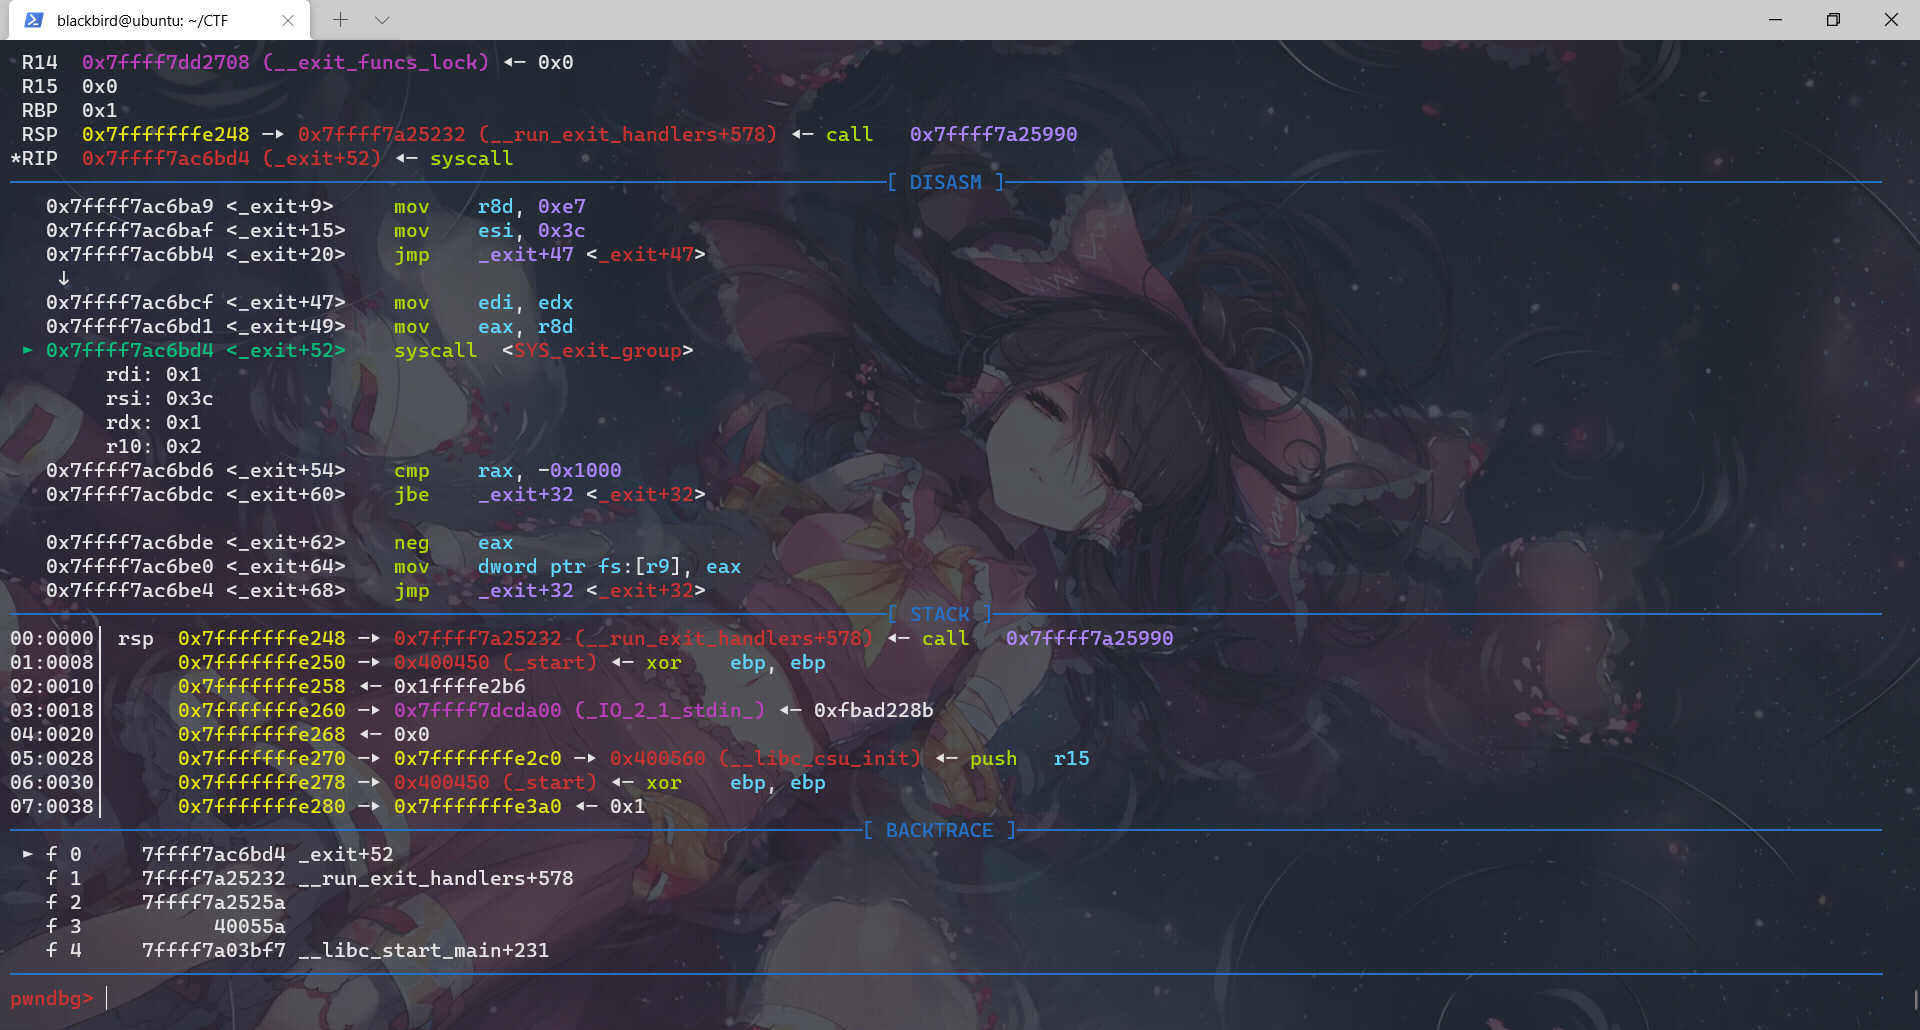 blackbird@ubuntu: ~/CTF
R14  0x7ffff7dd2708 (__exit_funcs_lock) ◂— 0x0
R15  0x0
RBP  0x1
RSP  0x7fffffffe248 —▸ 0x7ffff7a25232 (__run_exit_handlers+578) ◂— call   0x7ffff7a25990
*RIP  0x7ffff7ac6bd4 (_exit+52) ◂— syscall
[ DISASM ]
0x7ffff7ac6ba9 <_exit+9>     mov    r8d, 0xe7
0x7ffff7ac6baf <_exit+15>    mov    esi, 0x3c
0x7ffff7ac6bb4 <_exit+20>    jmp    _exit+47 <_exit+47>
↓
0x7ffff7ac6bcf <_exit+47>    mov    edi, edx
0x7ffff7ac6bd1 <_exit+49>    mov    eax, r8d
► 0x7ffff7ac6bd4 <_exit+52>    syscall  <SYS_exit_group>
rdi: 0x1
rsi: 0x3c
rdx: 0x1
r10: 0x2
0x7ffff7ac6bd6 <_exit+54>    cmp    rax, -0x1000
0x7ffff7ac6bdc <_exit+60>    jbe    _exit+32 <_exit+32>
0x7ffff7ac6bde <_exit+62>    neg    eax
0x7ffff7ac6be0 <_exit+64>    mov    dword ptr fs:[r9], eax
0x7ffff7ac6be4 <_exit+68>    jmp    _exit+32 <_exit+32>
[ STACK ]
00:0000│ rsp  0x7fffffffe248 —▸ 0x7ffff7a25232 (__run_exit_handlers+578) ◂— call   0x7ffff7a25990
01:0008│      0x7fffffffe250 —▸ 0x400450 (_start) ◂— xor    ebp, ebp
02:0010│      0x7fffffffe258 ◂— 0x1ffffe2b6
03:0018│      0x7fffffffe260 —▸ 0x7ffff7dcda00 (_IO_2_1_stdin_) ◂— 0xfbad228b
04:0020│      0x7fffffffe268 ◂— 0x0
05:0028│      0x7fffffffe270 —▸ 0x7fffffffe2c0 —▸ 0x400560 (__libc_csu_init) ◂— push   r15
06:0030│      0x7fffffffe278 —▸ 0x400450 (_start) ◂— xor    ebp, ebp
07:0038│      0x7fffffffe280 —▸ 0x7fffffffe3a0 ◂— 0x1
[ BACKTRACE ]
► f 0     7ffff7ac6bd4 _exit+52
f 1     7ffff7a25232 __run_exit_handlers+578
f 2     7ffff7a2525a
f 3           40055a
f 4     7ffff7a03bf7 __libc_start_main+231
pwndbg>